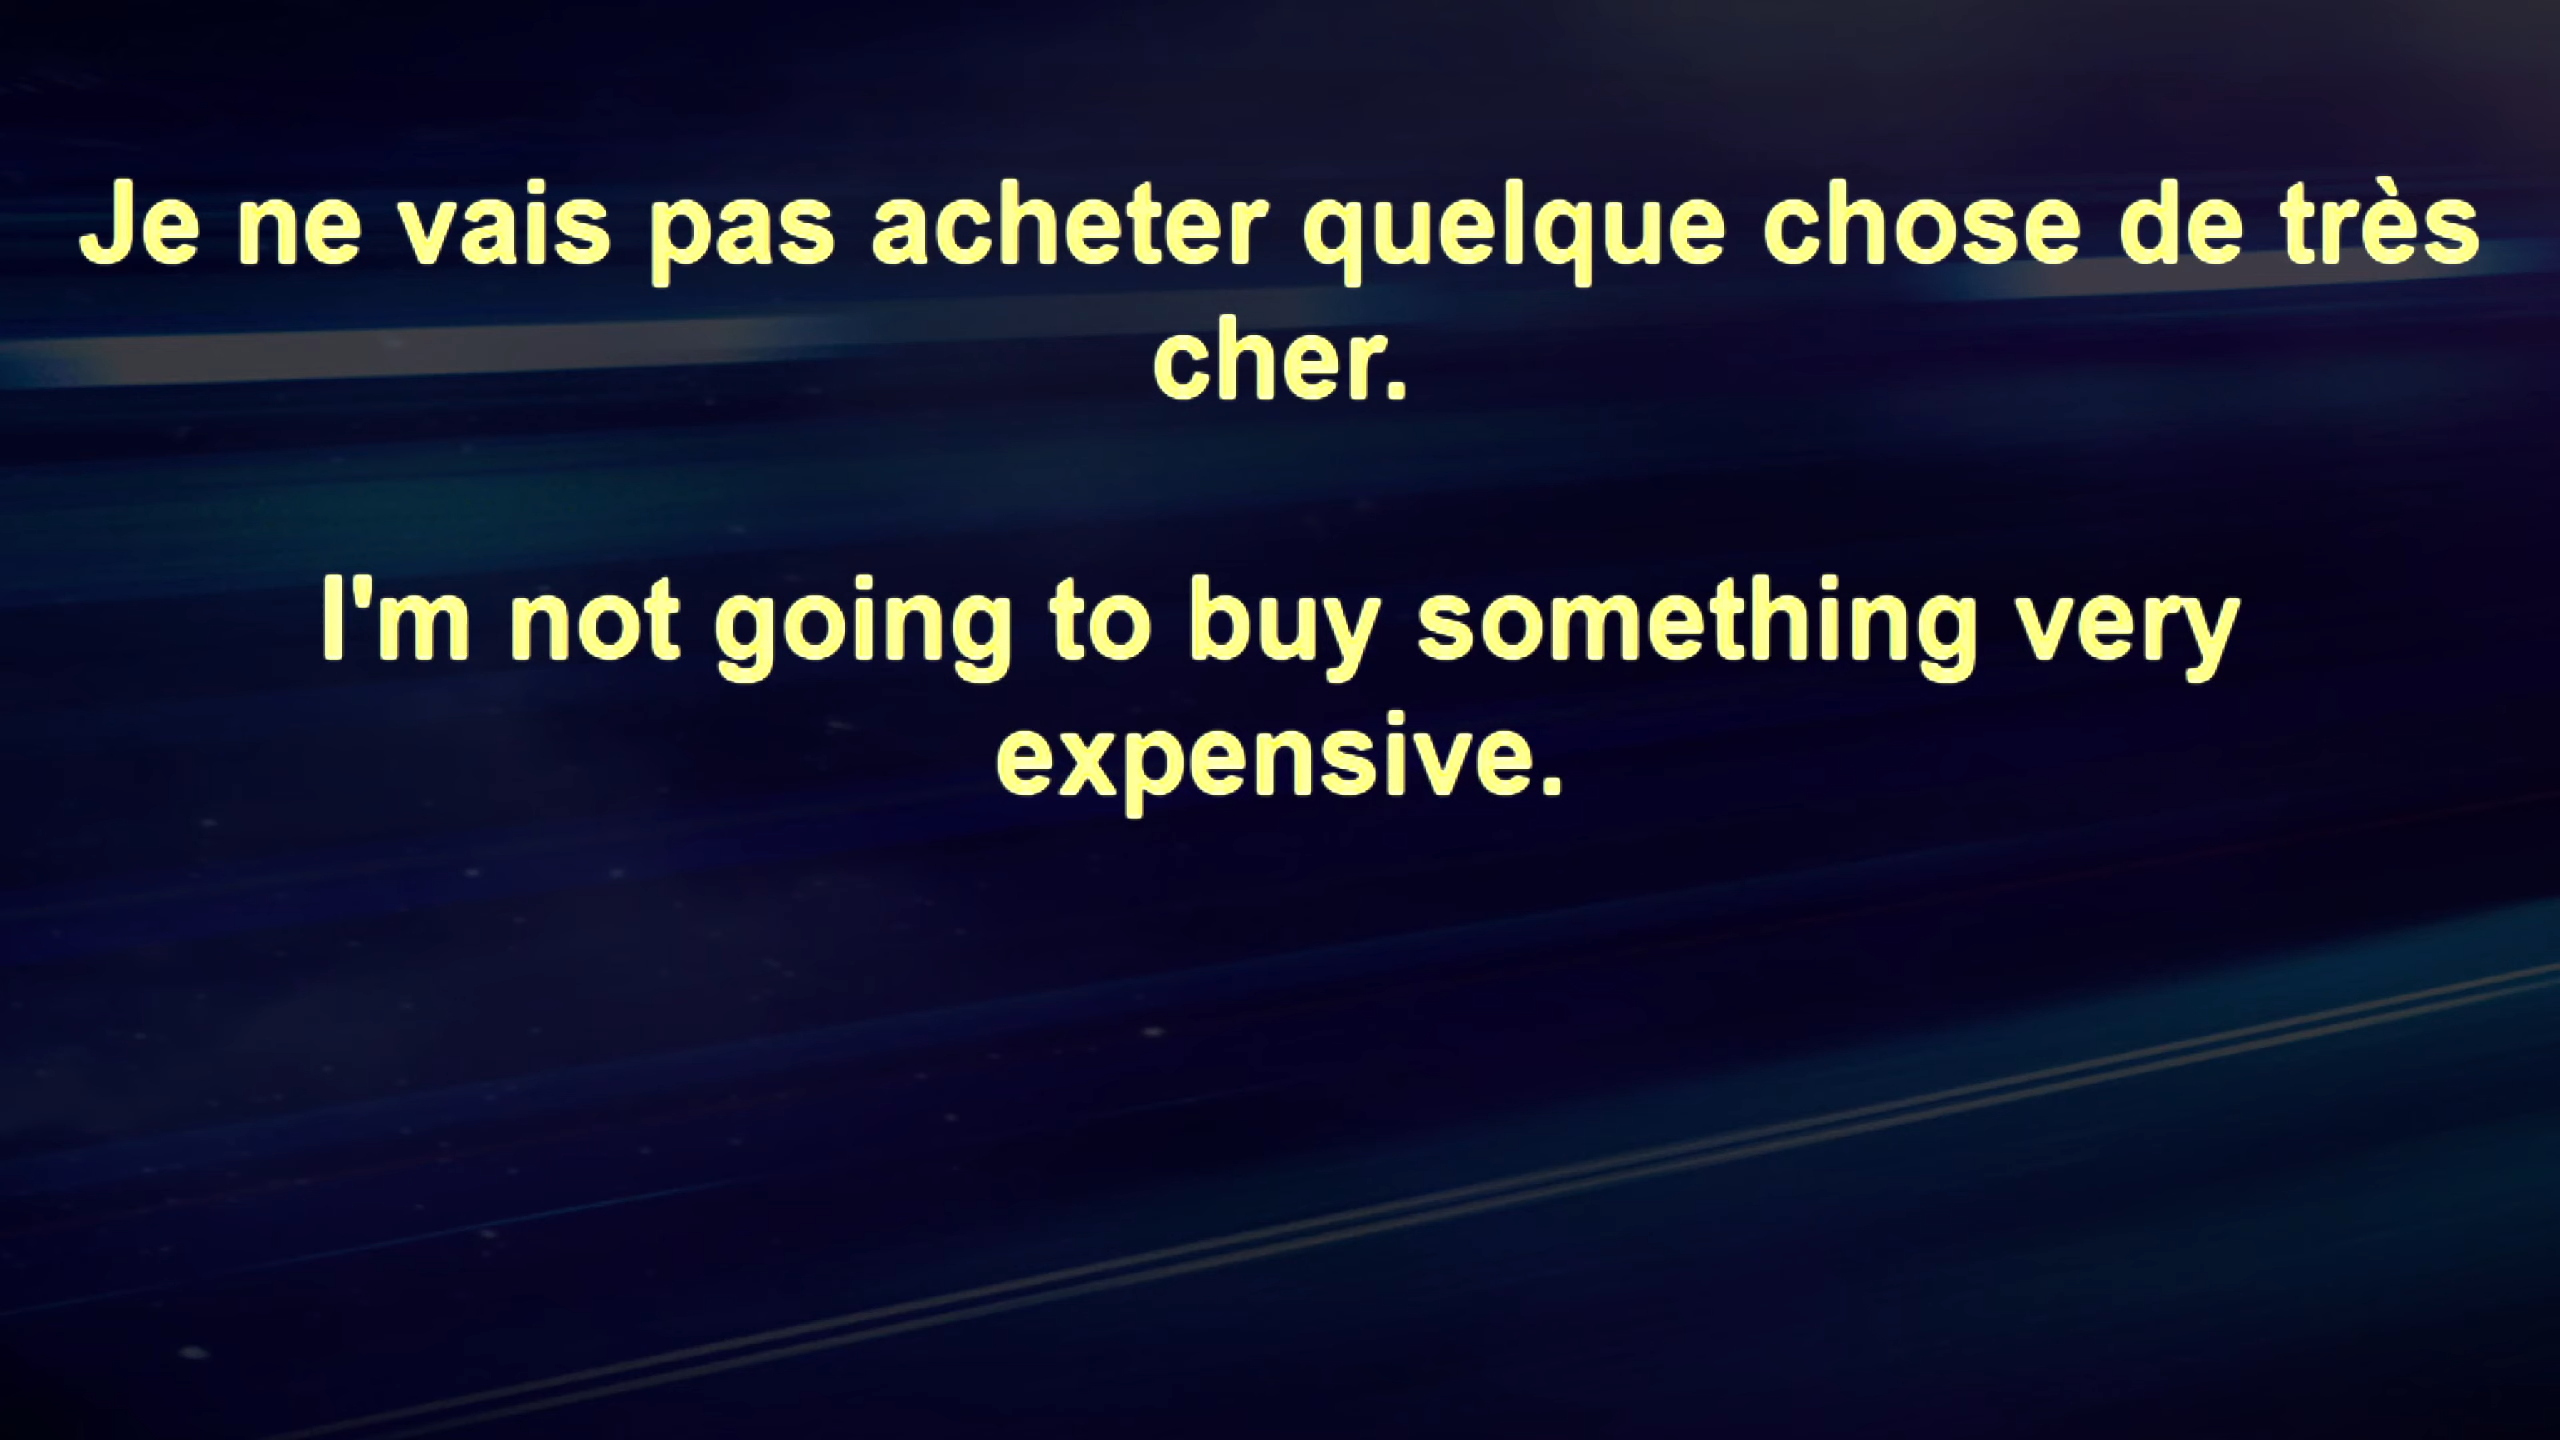 Je ne vais pas acheter quelque chose de très
cher.
I'm not going to buy something very
expensive.